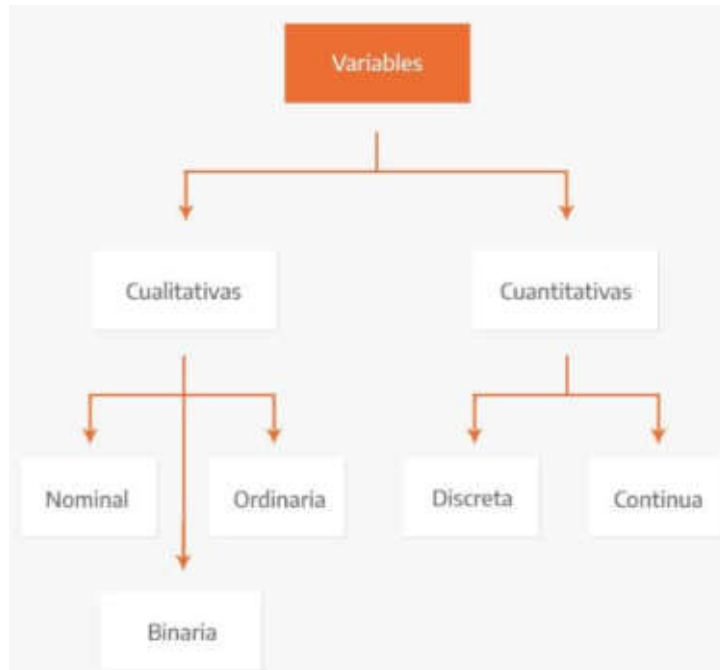 Variables
Cualitativas
Cuantitativas
Nominal
Ordinaria
Discreta
Continua
Binaria